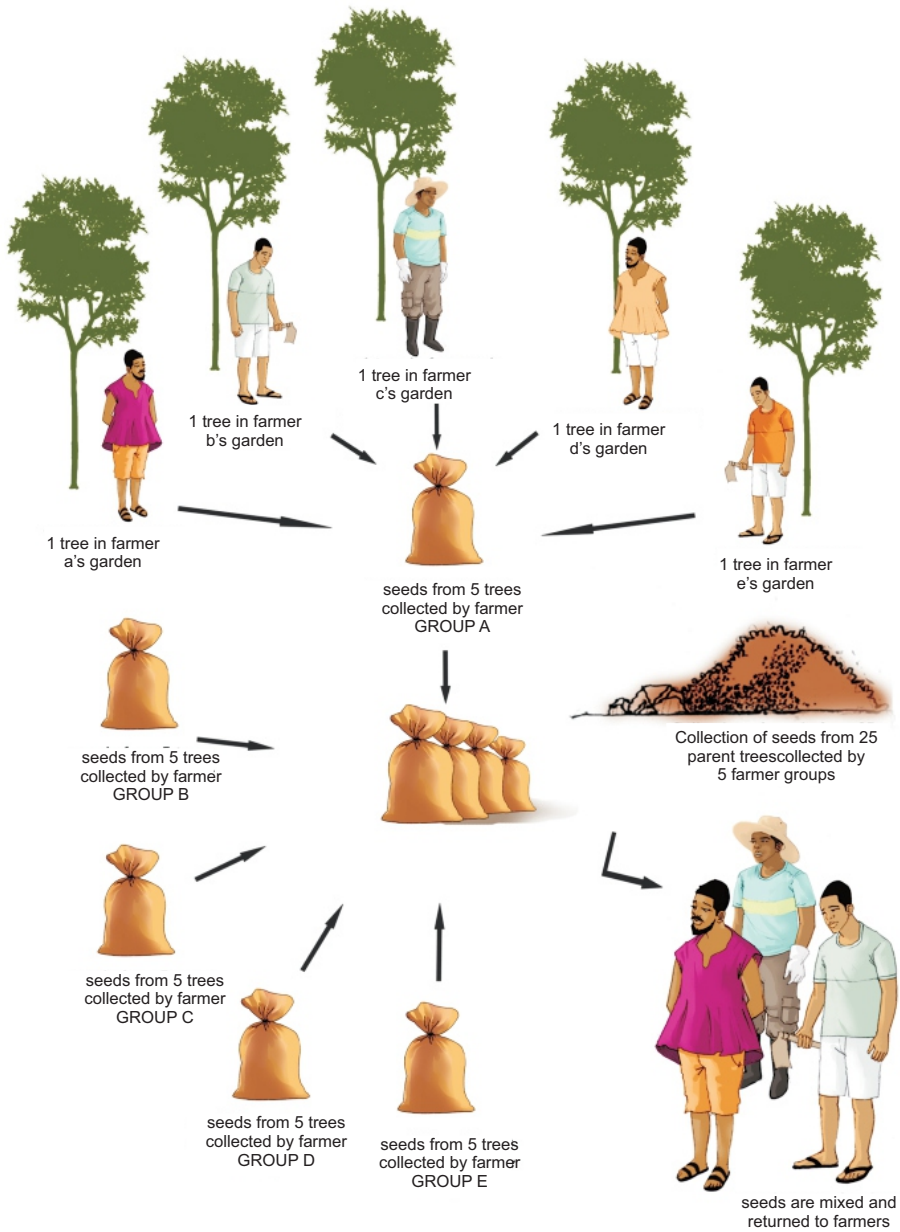 1 tree in farmer
c's garden
1 tree in farmer
b's garden
1 tree in farmer
d's garden
1 tree in farmer
a's garden
1 tree in farmer
e's garden
seeds from 5 trees
collected by farmer
GROUP A
Collection of seeds from 25
parent treescollected by
5 farmer groups
seeds from 5 trees
collected by farmer
GROUP B
seeds from 5 trees
collected by farmer
GROUP C
seeds from 5 trees
collected by farmer
GROUP D
seeds from 5 trees
collected by farmer
GROUP E
seeds are mixed and
returned to farmers